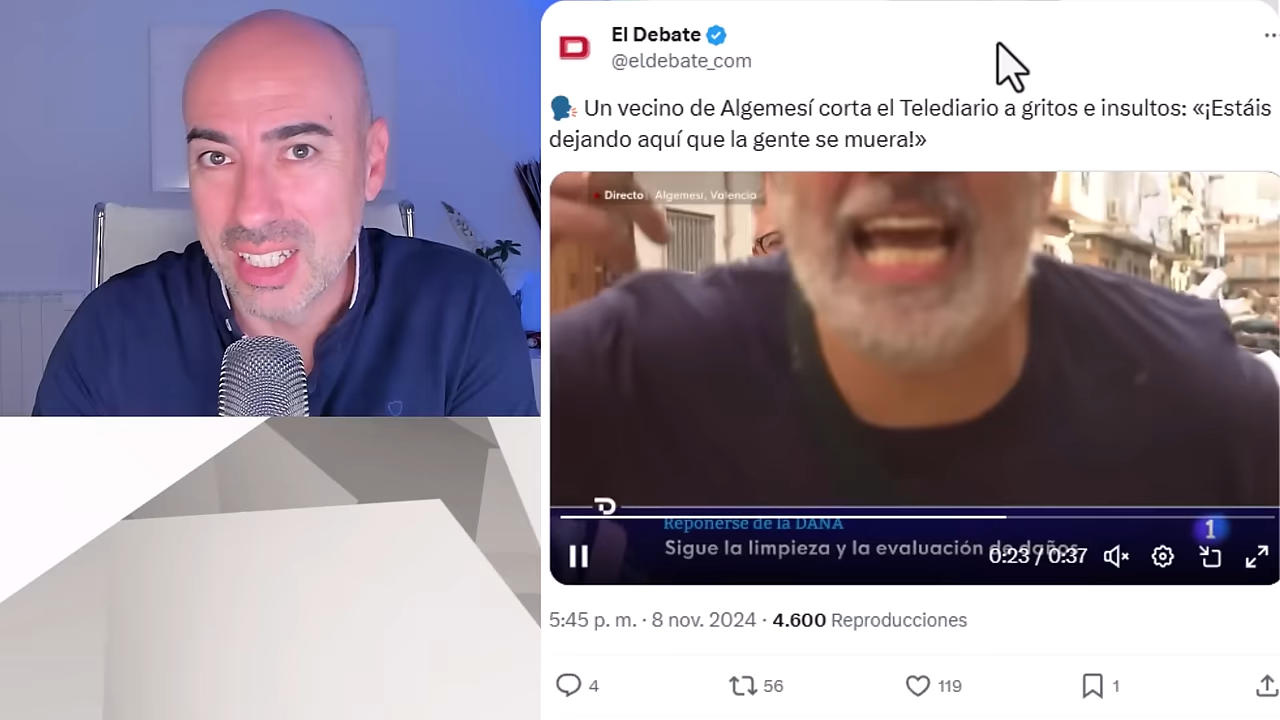 El Debate
@eldebate_com
Un vecino de Algemesí corta el Telediario a gritos e insultos: «¡Estáis
dejando aquí que la gente se muera!»
Directo Algemesí, Valencia
Reponerse de la DANA
1
Sigue la limpieza y la evaluación de daños
0:23 / 0:37
5:45 p. m. · 8 nov. 2024 · 4.600 Reproducciones
4 56 119 1